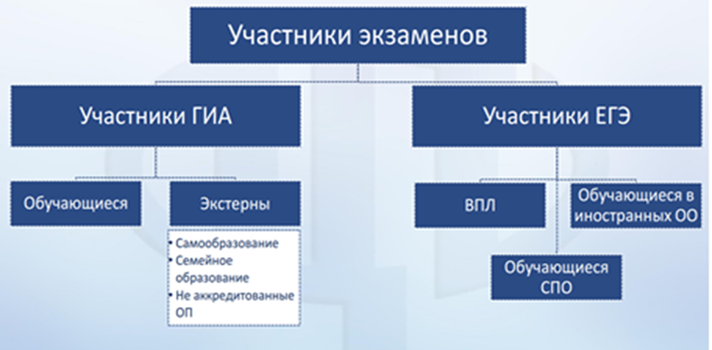 Участники экзаменов
Участники ГИА
Участники ЕГЭ
Обучающиеся
Экстерны
ВПЛ
Обучающиеся в
иностранных ОО
• Самообразование
• Семейное
образование
• Не аккредитованные
ОП
Обучающиеся
СПО